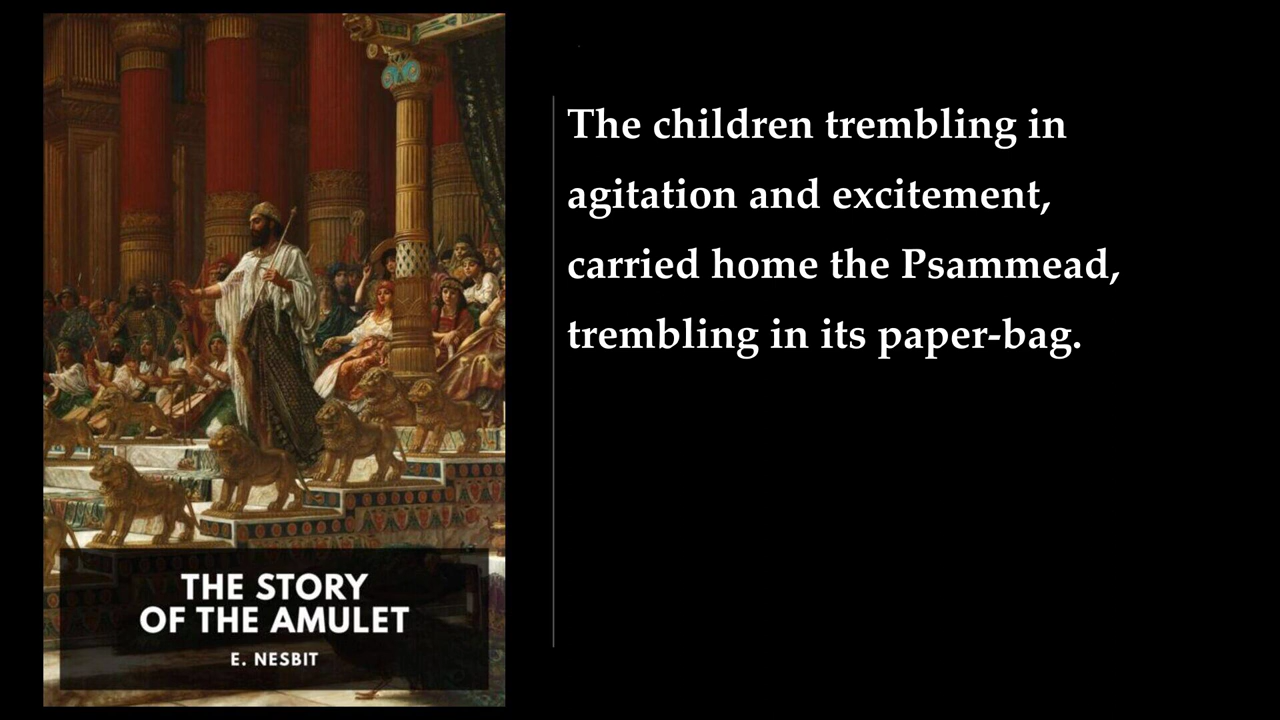 The children trembling in
agitation and excitement,
carried home the Psammead,
trembling in its paper-bag.
THE STORY
OF THE AMULET
E. NESBIT